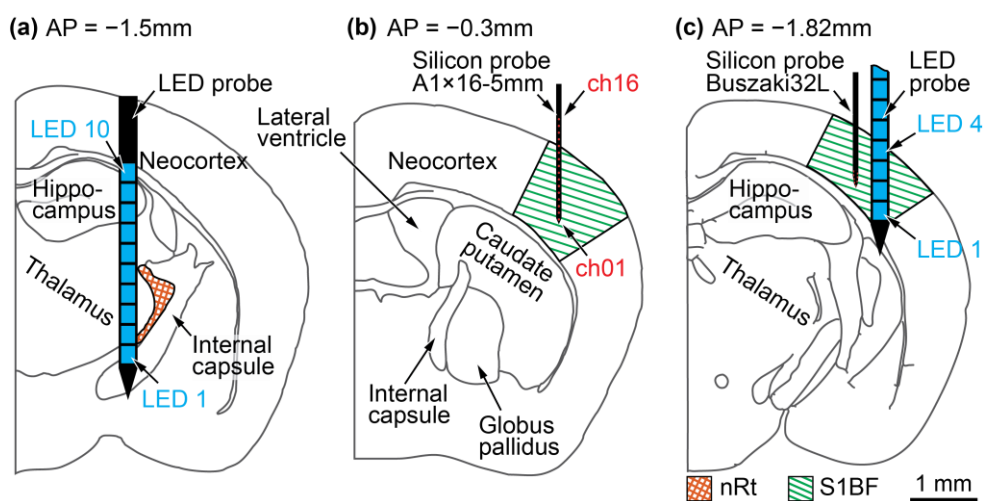 (a) AP = −1.5mm
LED probe
LED 10
Neocortex
Hippo-
campus
Thalamus
Internal
capsule
LED 1
(b) AP = −0.3mm
Silicon probe
A1×16-5mm
ch16
Lateral
ventricle
Neocortex
Caudate
putamen
ch01
Internal
capsule
Globus
pallidus
(c) AP = −1.82mm
Silicon probe
Buszaki32L
LED
probe
LED 4
Hippo-
campus
LED 1
Thalamus
nRt
S1BF
1 mm